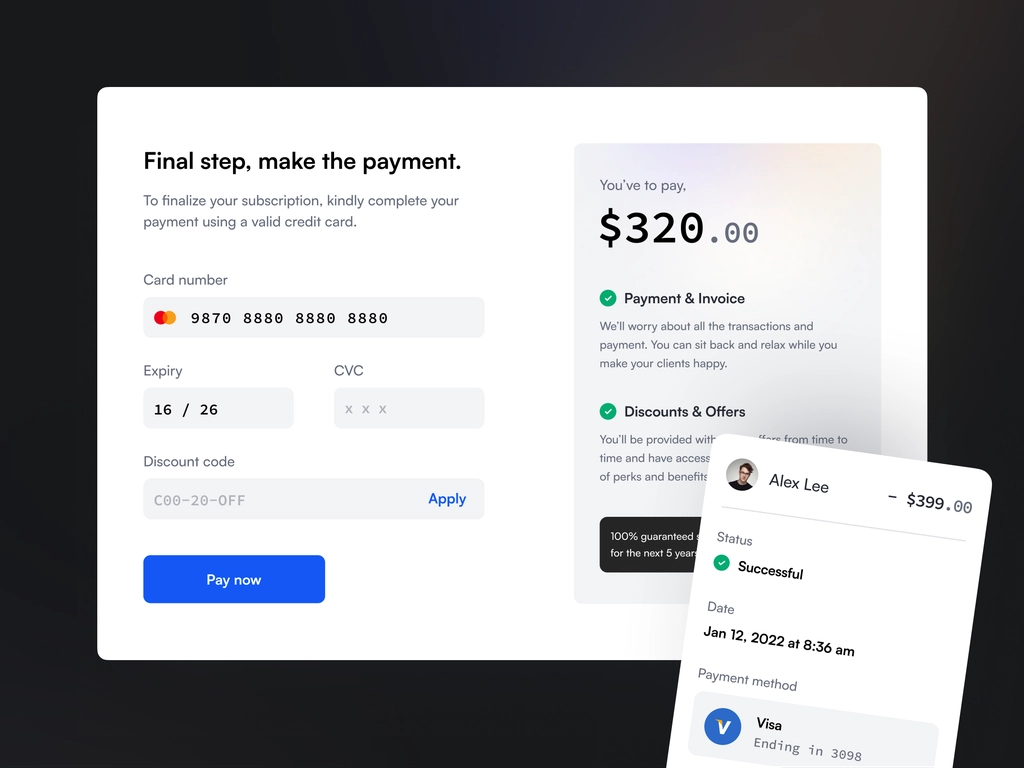 Final step, make the payment.
To finalize your subscription, kindly complete your
payment using a valid credit card.
Card number
9870 8880 8880 8880
Expiry
CVC
16 / 26
x x x
Discount code
C00-20-OFF
Apply
Pay now
You've to pay,
$320.00
Payment & Invoice
We'll worry about all the transactions and
payment. You can sit back and relax while you
make your clients happy.
Discounts & Offers
You'll be provided with offers from time to
time and have access
of perks and benefits
100% guaranteed
for the next 5 years
Alex Lee
- $399.00
Status
Successful
Date
Jan 12, 2022 at 8:36 am
Payment method
Visa
Ending in 3098